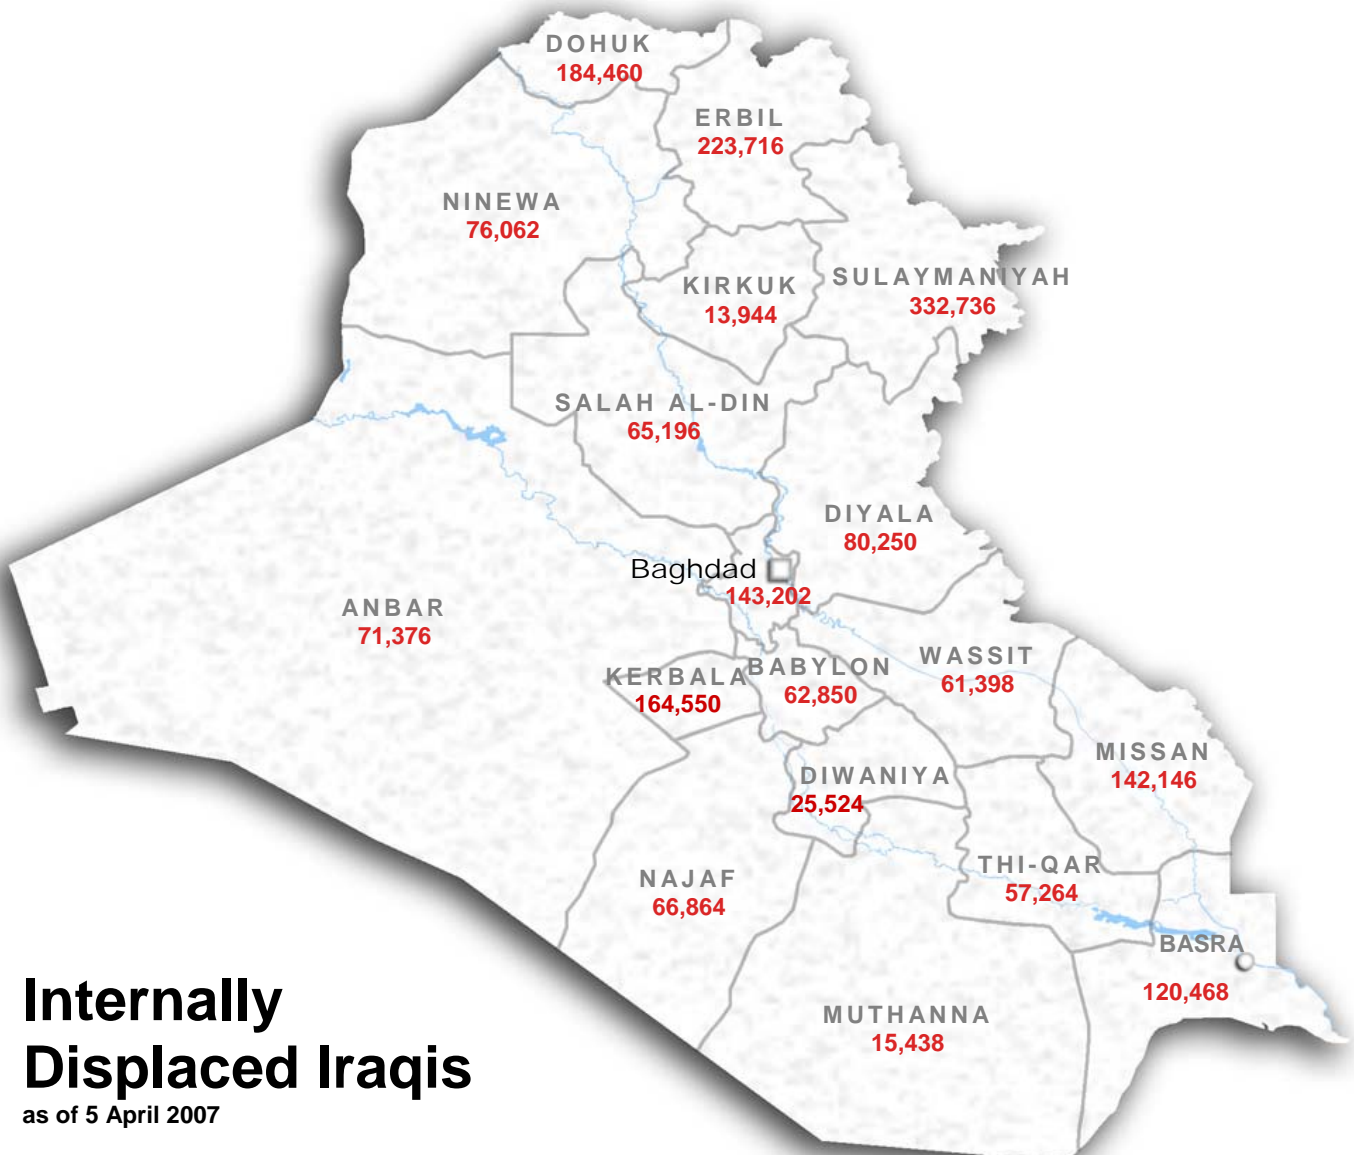 DOHUK
184,460
ERBIL
223,716
NINEWA
76,062
KIRKUK
13,944
SULAYMANIYAH
332,736
SALAH AL-DIN
65,196
DIYALA
80,250
Baghdad
143,202
ANBAR
71,376
KERBALA
164,550
BABYLON
62,850
WASSIT
61,398
MISSAN
142,146
DIWANIYA
25,524
NAJAF
66,864
THI-QAR
57,264
BASRA
120,468
MUTHANNA
15,438
Internally
Displaced Iraqis
as of 5 April 2007